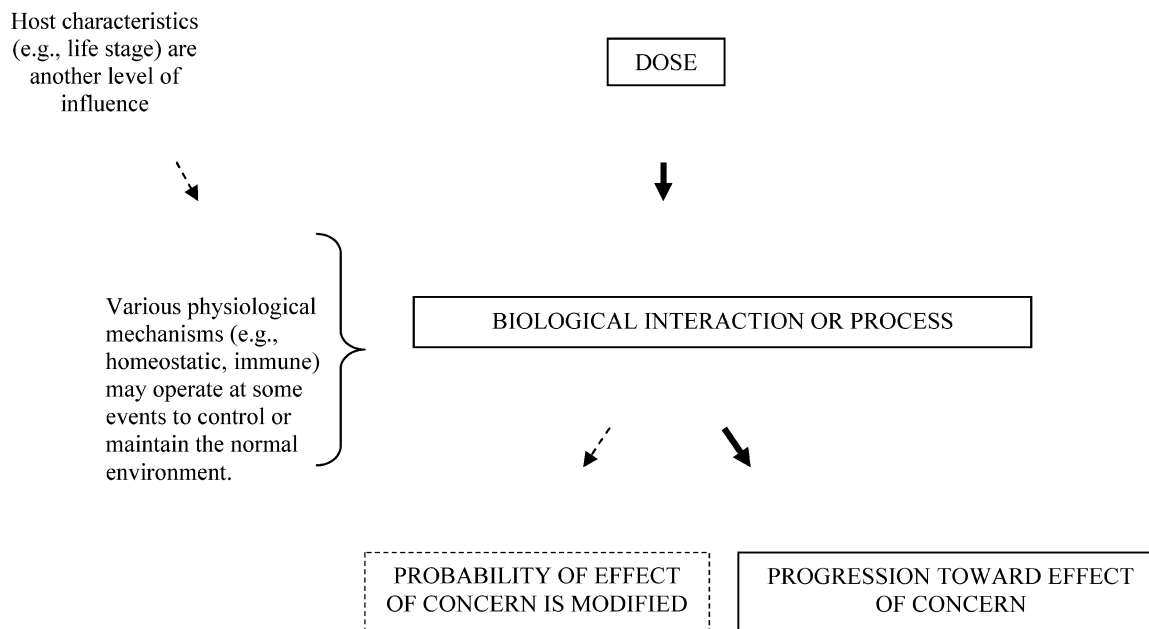 Host characteristics
(e.g., life stage) are
another level of
influence
DOSE
Various physiological
mechanisms (e.g.,
homeostatic, immune)
may operate at some
events to control or
maintain the normal
environment.
BIOLOGICAL INTERACTION OR PROCESS
PROBABILITY OF EFFECT
OF CONCERN IS MODIFIED
PROGRESSION TOWARD EFFECT
OF CONCERN